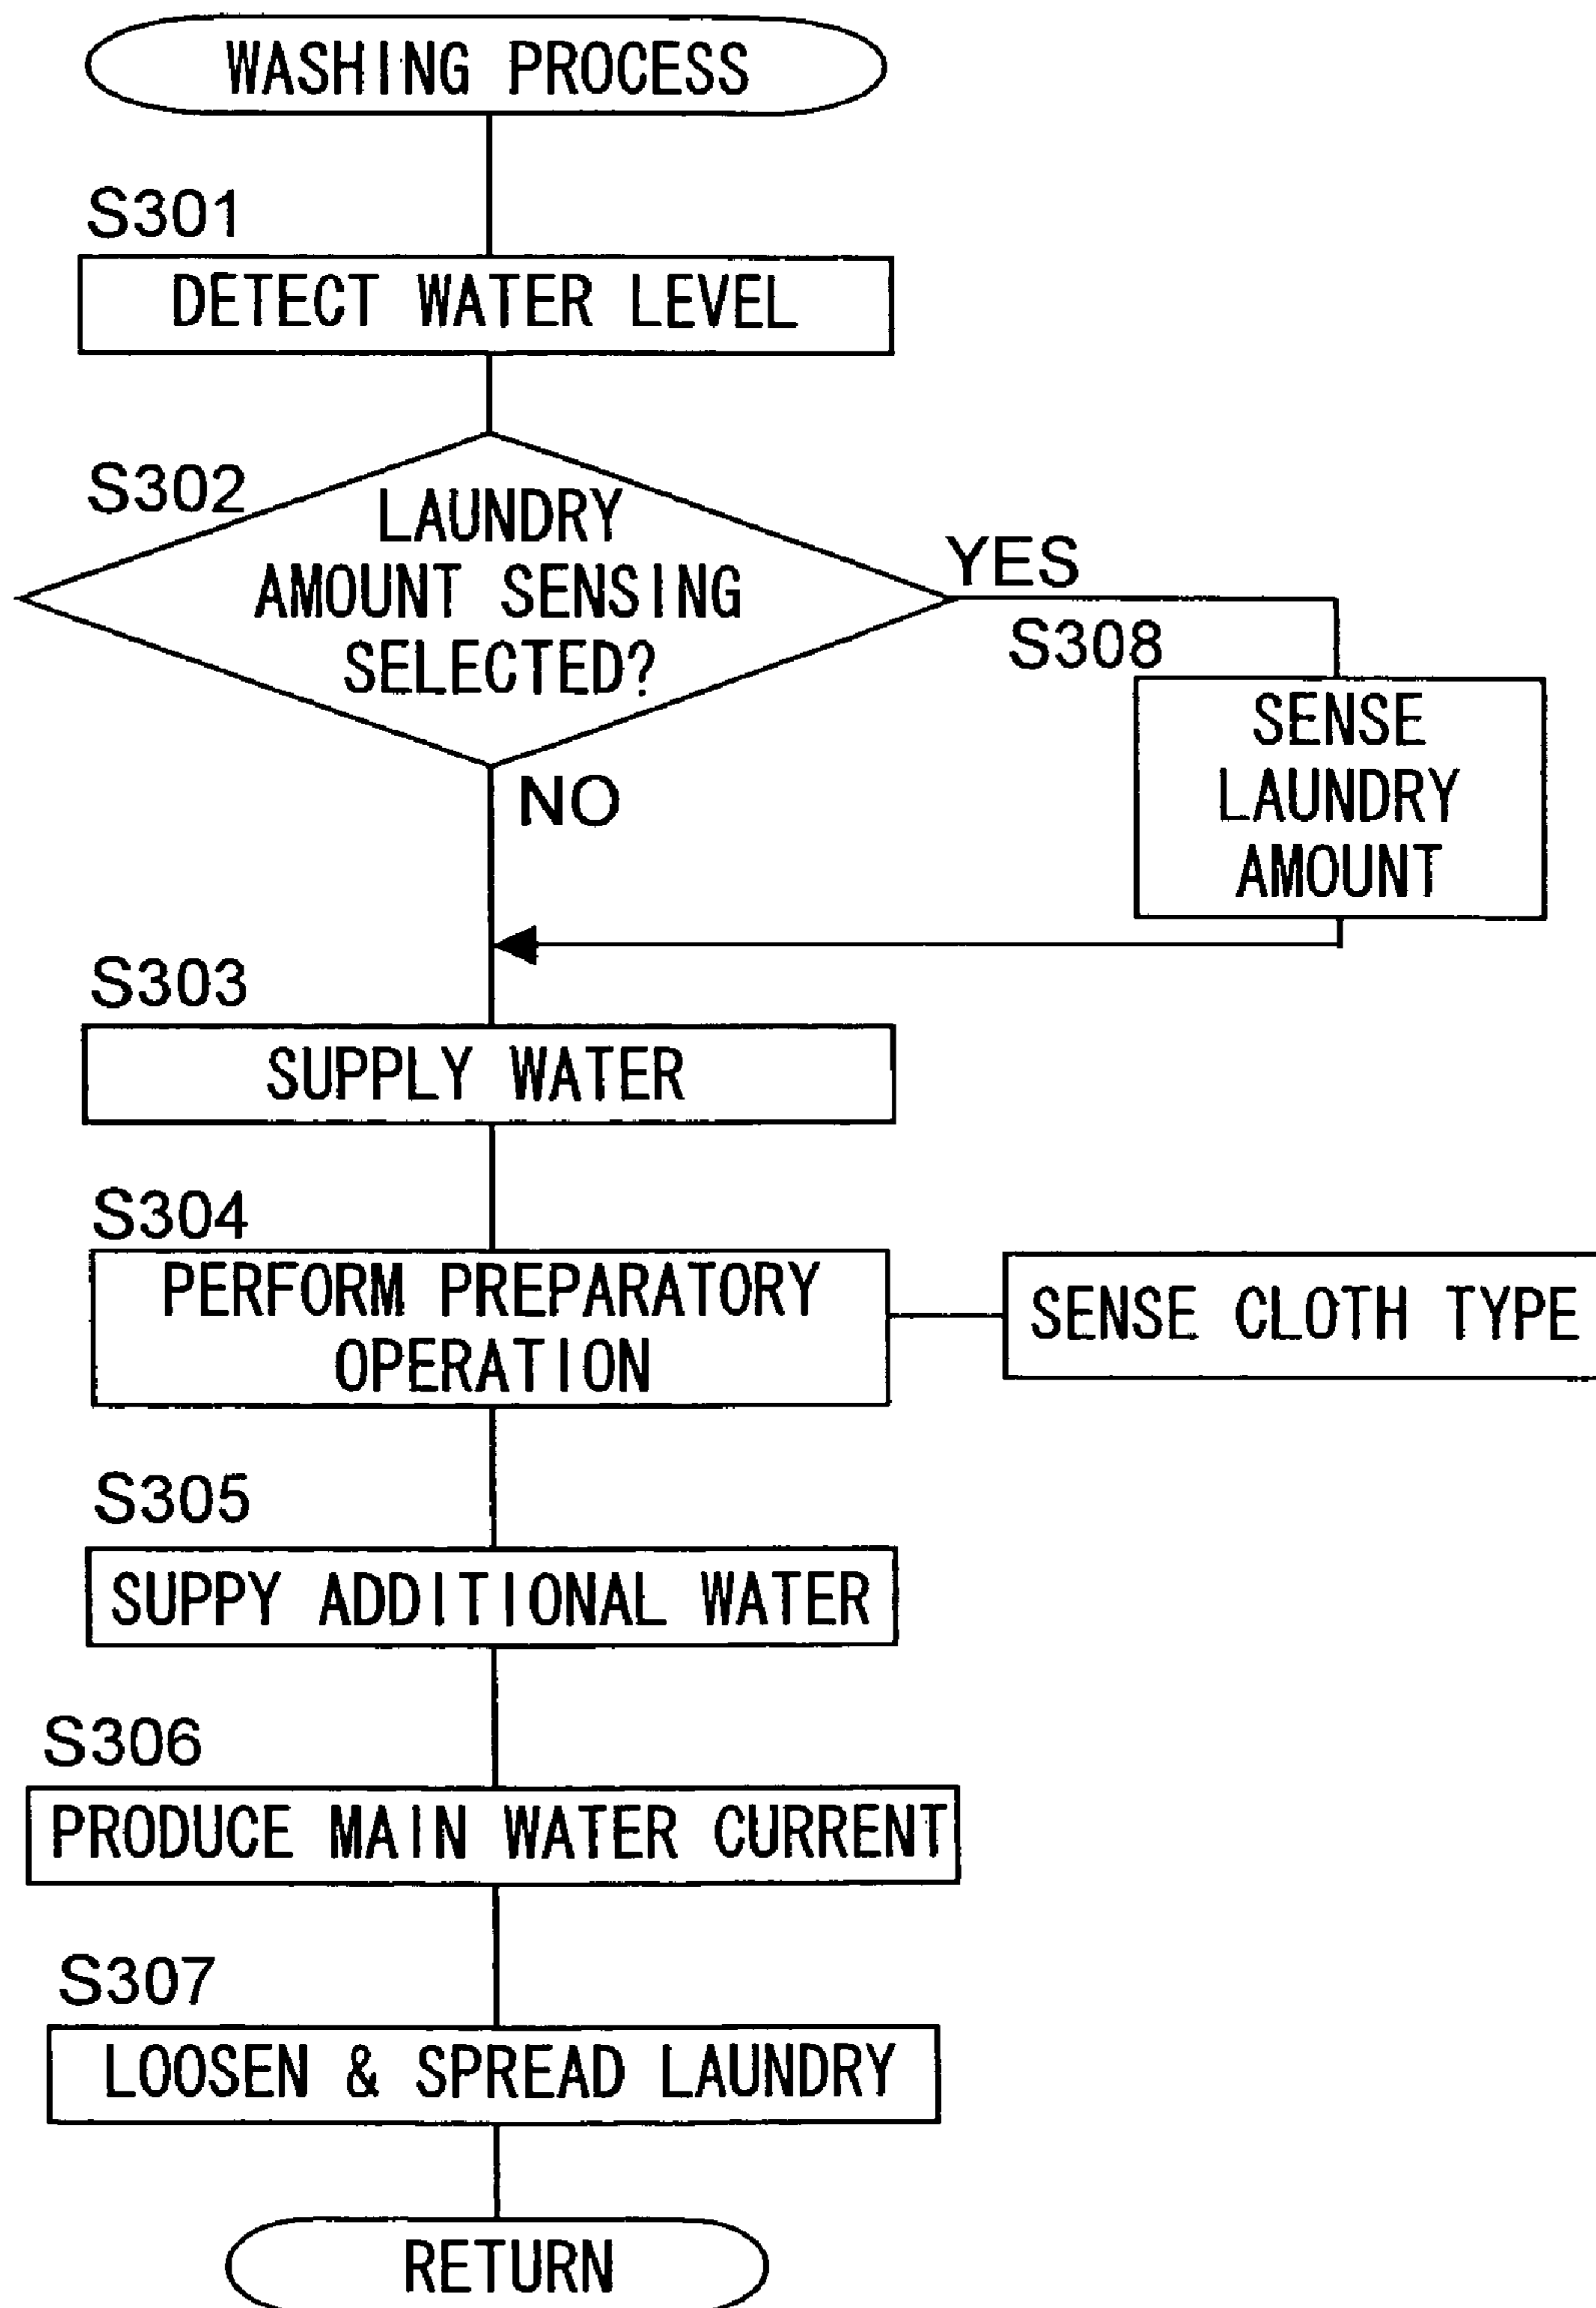 WASHING PROCESS
S301
DETECT WATER LEVEL
S302
LAUNDRY
AMOUNT SENSING
SELECTED?
YES
S308
SENSE
LAUNDRY
AMOUNT
NO
S303
SUPPLY WATER
S304
PERFORM PREPARATORY
OPERATION
SENSE CLOTH TYPE
S305
SUPPY ADDITIONAL WATER
S306
PRODUCE MAIN WATER CURRENT
S307
LOOSEN & SPREAD LAUNDRY
RETURN